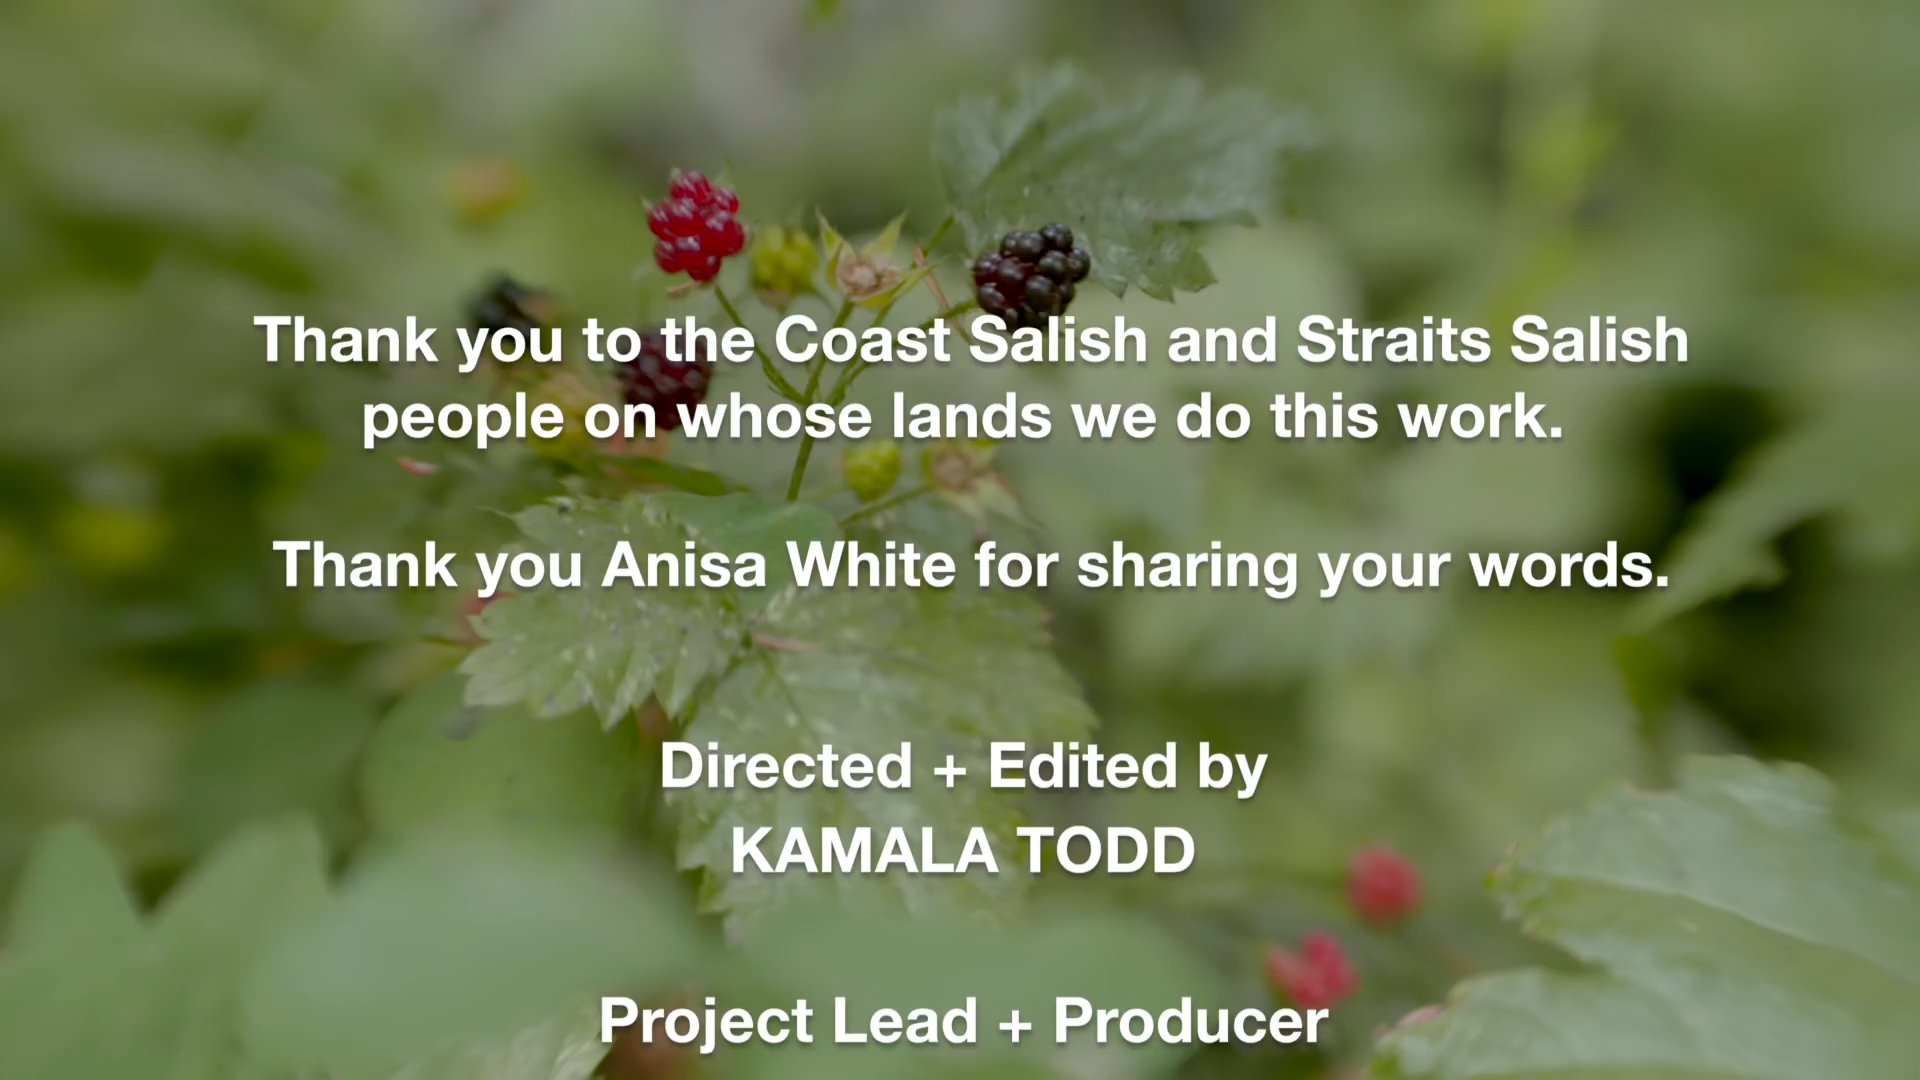 Thank you to the Coast Salish and Straits Salish
people on whose lands we do this work.
Thank you Anisa White for sharing your words.
Directed + Edited by
KAMALA TODD
Project Lead + Producer